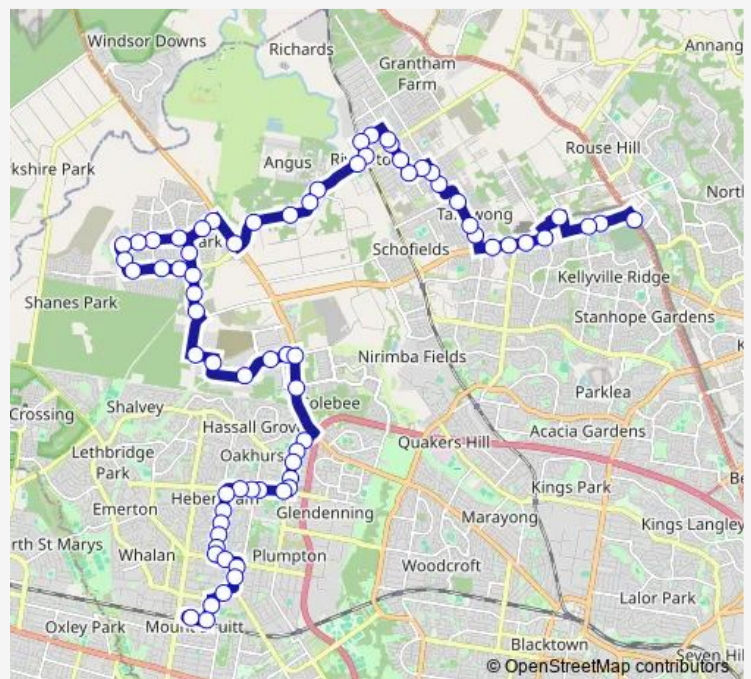 Windsor Downs
Richards
Annang
Grantham
Farm
Rouse Hill
kshire Park
Angus
North
Schofields
Kellyville Ridge
Shanes Park
Stanhope Gardens
Nirimba Fields
Parklea
Crossing
Shalvey
Hassall Grov
Acacia Gardens
Quakers Hill
Lethbridge
Park
Oakhurs
Kings Park
Emerton
Glendenning
Marayong
Kings Langley
rth St Marys
Whalan
Plumpton
Woodcroft
Lalor Park
Oxley Park
Blacktown
Seven Hil
© OpenStreetMap contributors